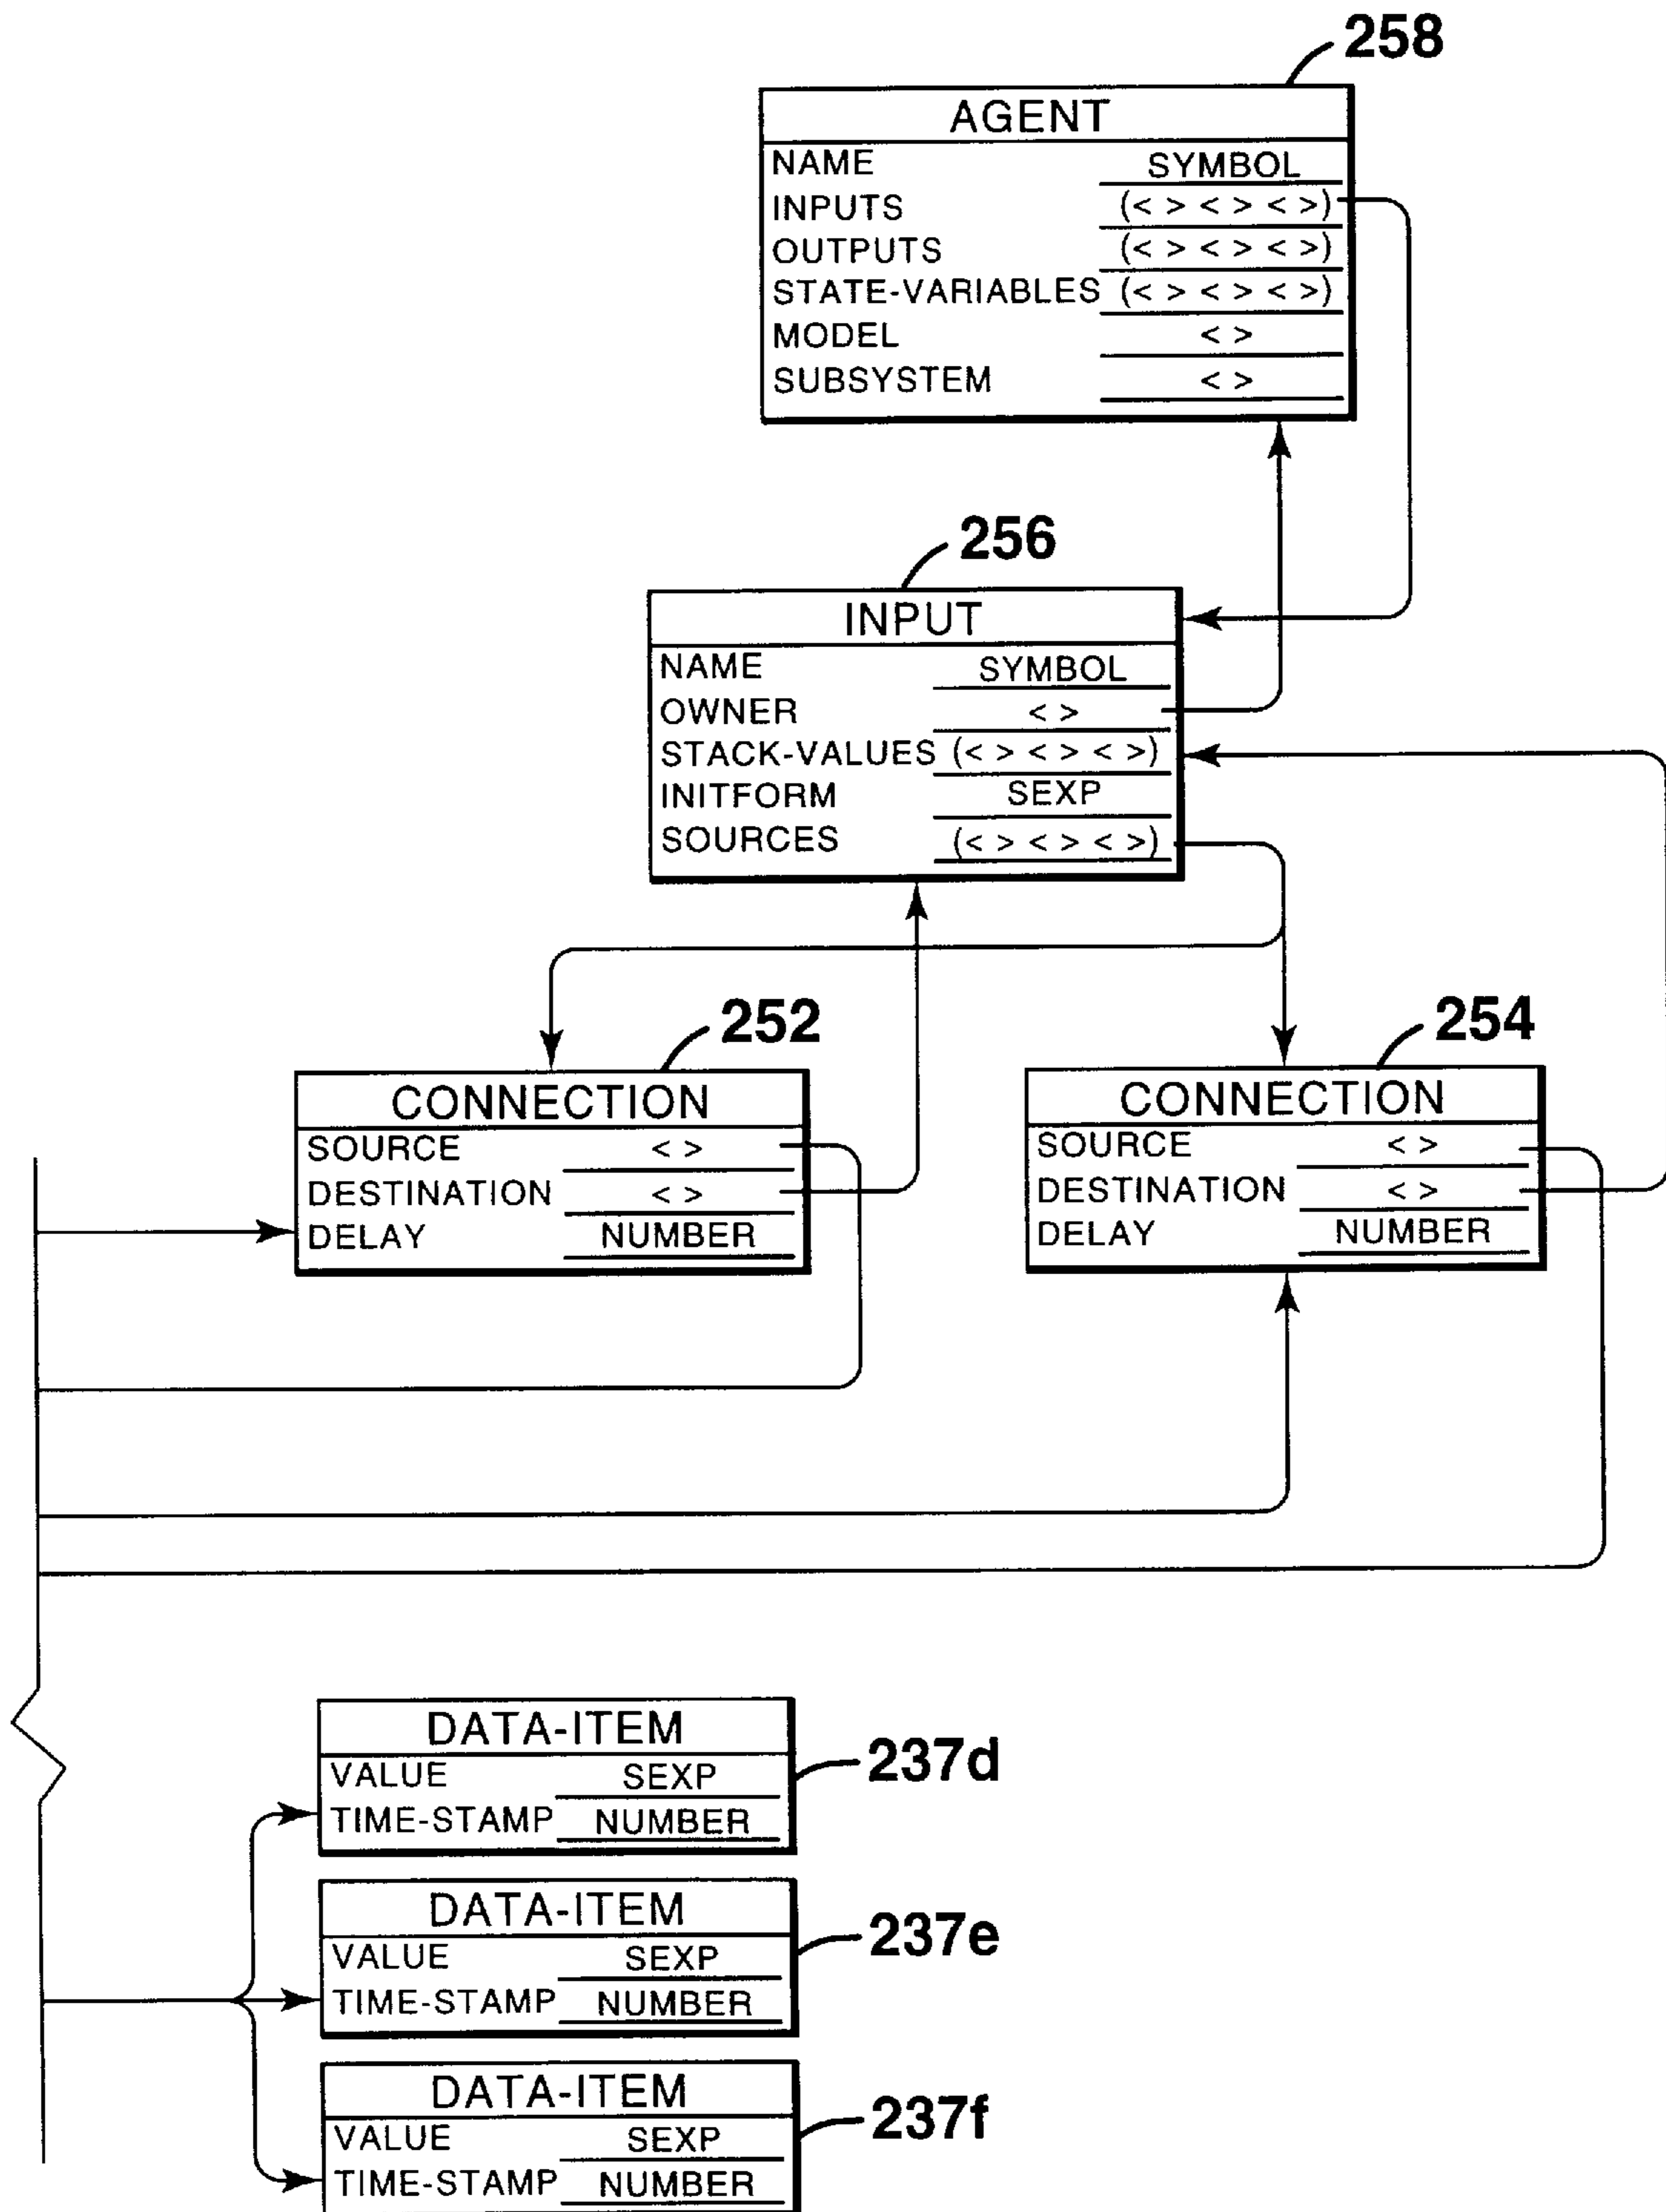 258
AGENT
NAME SYMBOL
INPUTS (< > < > < >)
OUTPUTS (< > < > < >)
STATE-VARIABLES (< > < > < >)
MODEL < >
SUBSYSTEM < >
256
INPUT
NAME SYMBOL
OWNER < >
STACK-VALUES (< > < > < >)
INITFORM SEXP
SOURCES (< > < > < >)
252
CONNECTION
SOURCE < >
DESTINATION < >
DELAY NUMBER
254
CONNECTION
SOURCE < >
DESTINATION < >
DELAY NUMBER
DATA-ITEM
237d
VALUE SEXP
TIME-STAMP NUMBER
DATA-ITEM
237e
VALUE SEXP
TIME-STAMP NUMBER
DATA-ITEM
237f
VALUE SEXP
TIME-STAMP NUMBER